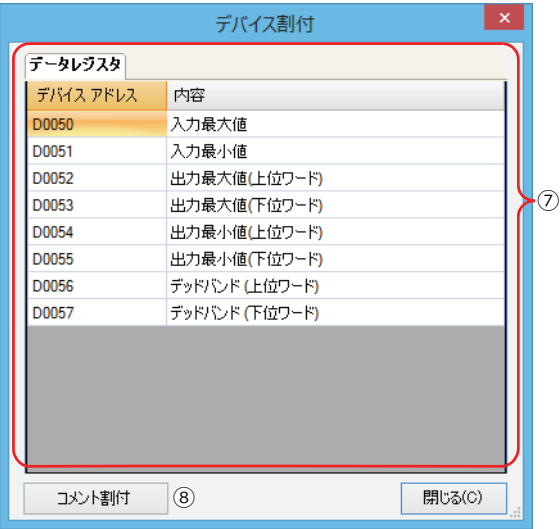 デバイス割付
データレジスタ
デバイス アドレス 内容
D0050 入力最大値
D0051 入力最小値
D0052 出力最大値(上位ワード)
D0053 出力最大値(下位ワード)
D0054 出力最小値(上位ワード)
D0055 出力最小値(下位ワード)
D0056 デッドバンド (上位ワード)
D0057 デッドバンド (下位ワード)
⑦
コメント割付 ⑧ 閉じる(C)